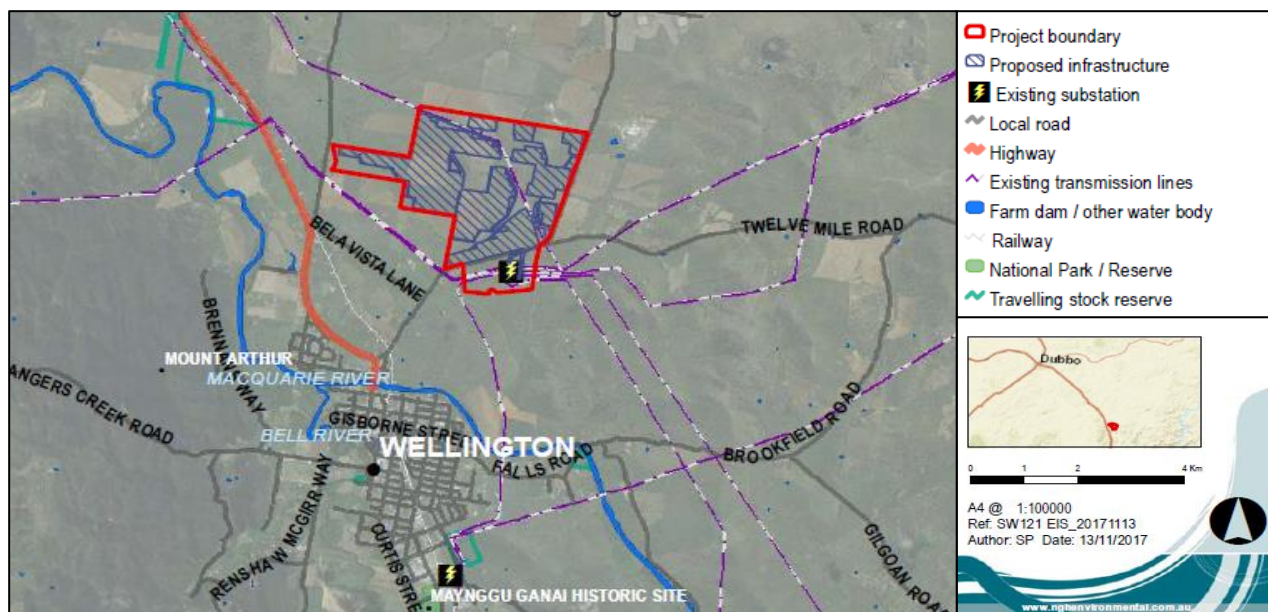 BELA VISTA LANE
TWELVE MILE ROAD
BRENNANS WAY
MOUNT ARTHUR
MACQUARIE RIVER
ANGERS CREEK ROAD
GISBORNE STREE
BELL RIVER
WELLINGTON
FALLS ROAD
BROOKFIELD ROAD
RENSHAW MCGIRR WAY
CURTIS STRE
GILGOAN ROAD
MAYNGGU GANAI HISTORIC SITE
Project boundary
Proposed infrastructure
Existing substation
Local road
Highway
Existing transmission lines
Farm dam / other water body
Railway
National Park / Reserve
Travelling stock reserve
Dubbo
0 1 2 4 Km
A4 @ 1:100000
Ref: SW121 EIS_20171113
Author: SP Date: 13/11/2017
www.nghenvironmental.com.au